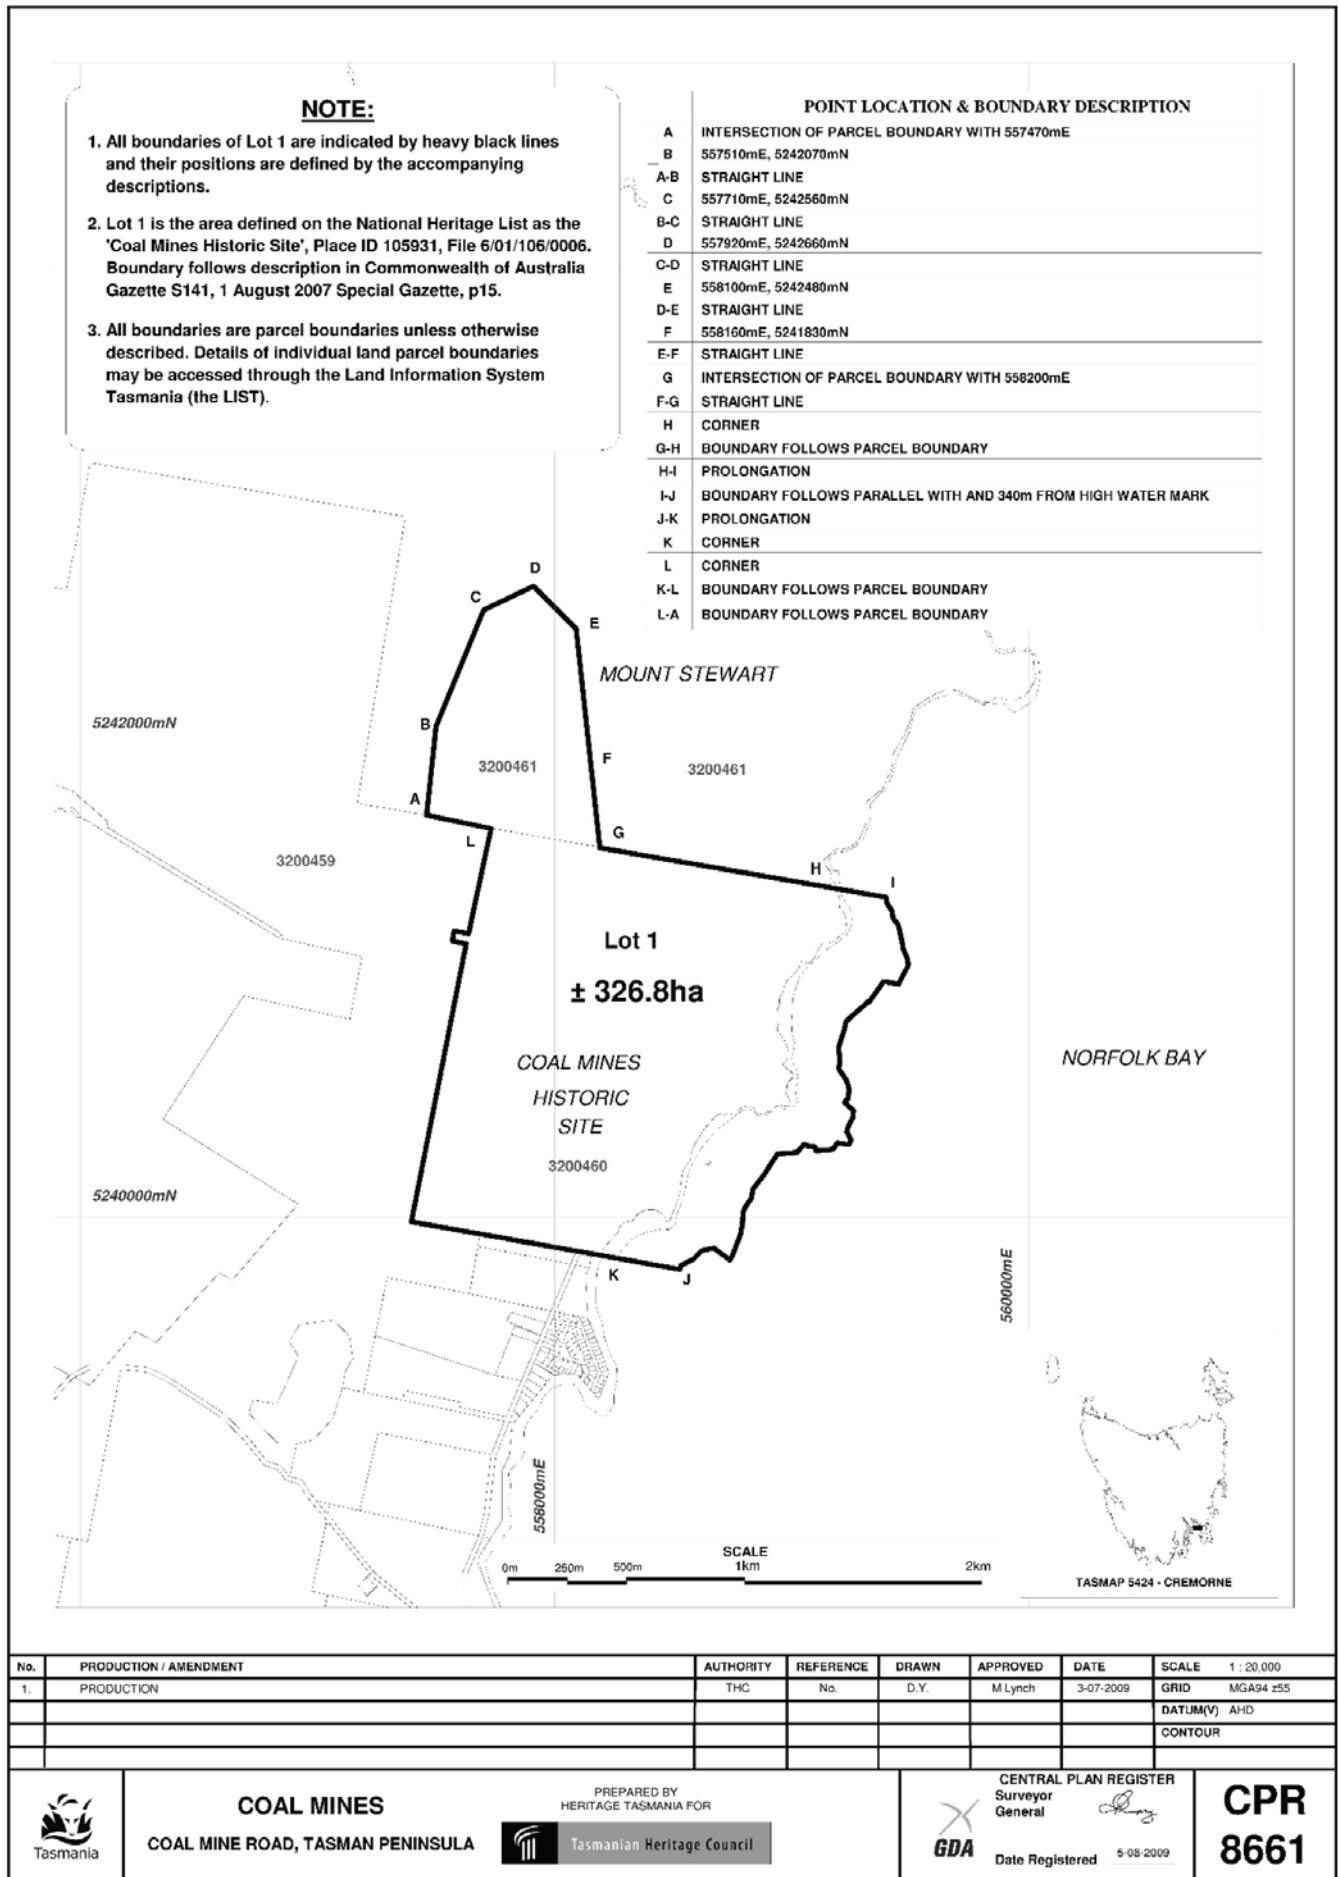 NOTE:
1. All boundaries of Lot 1 are indicated by heavy black lines
and their positions are defined by the accompanying
descriptions.
2. Lot 1 is the area defined on the National Heritage List as the
'Coal Mines Historic Site', Place ID 105931, File 6/01/106/0006.
Boundary follows description in Commonwealth of Australia
Gazette S141, 1 August 2007 Special Gazette, p15.
3. All boundaries are parcel boundaries unless otherwise
described. Details of individual land parcel boundaries
may be accessed through the Land Information System
Tasmania (the LIST).
POINT LOCATION & BOUNDARY DESCRIPTION
A INTERSECTION OF PARCEL BOUNDARY WITH 557470mE
B 557510mE, 5242070mN
A-B STRAIGHT LINE
C 557710mE, 5242560mN
B-C STRAIGHT LINE
D 557920mE, 5242660mN
C-D STRAIGHT LINE
E 558100mE, 5242480mN
D-E STRAIGHT LINE
F 558160mE, 5241830mN
E-F STRAIGHT LINE
G INTERSECTION OF PARCEL BOUNDARY WITH 558200mE
F-G STRAIGHT LINE
H CORNER
G-H BOUNDARY FOLLOWS PARCEL BOUNDARY
H-I PROLONGATION
I-J BOUNDARY FOLLOWS PARALLEL WITH AND 340m FROM HIGH WATER MARK
J-K PROLONGATION
K CORNER
L CORNER
K-L BOUNDARY FOLLOWS PARCEL BOUNDARY
L-A BOUNDARY FOLLOWS PARCEL BOUNDARY
D
C
E
MOUNT STEWART
5242000mN
B
F
3200461
3200461
A
G
L
3200459
H
I
Lot 1
± 326.8ha
COAL MINES
HISTORIC
SITE
NORFOLK BAY
3200460
5240000mN
K
J
560000mE
558000mE
SCALE
0m 250m 500m 1km 2km
TASMAP 5424 - CREMORNE
No. PRODUCTION / AMENDMENT AUTHORITY REFERENCE DRAWN APPROVED DATE SCALE 1 : 20,000
1. PRODUCTION THC No. D.Y. M Lynch 3-07-2009 GRID MGA94 z55
DATUM(V) AHD
CONTOUR
Tasmania
COAL MINES
COAL MINE ROAD, TASMAN PENINSULA
PREPARED BY
HERITAGE TASMANIA FOR
Tasmanian Heritage Council
GDA
CENTRAL PLAN REGISTER
Surveyor
General
Date Registered 5-08-2009
CPR
8661